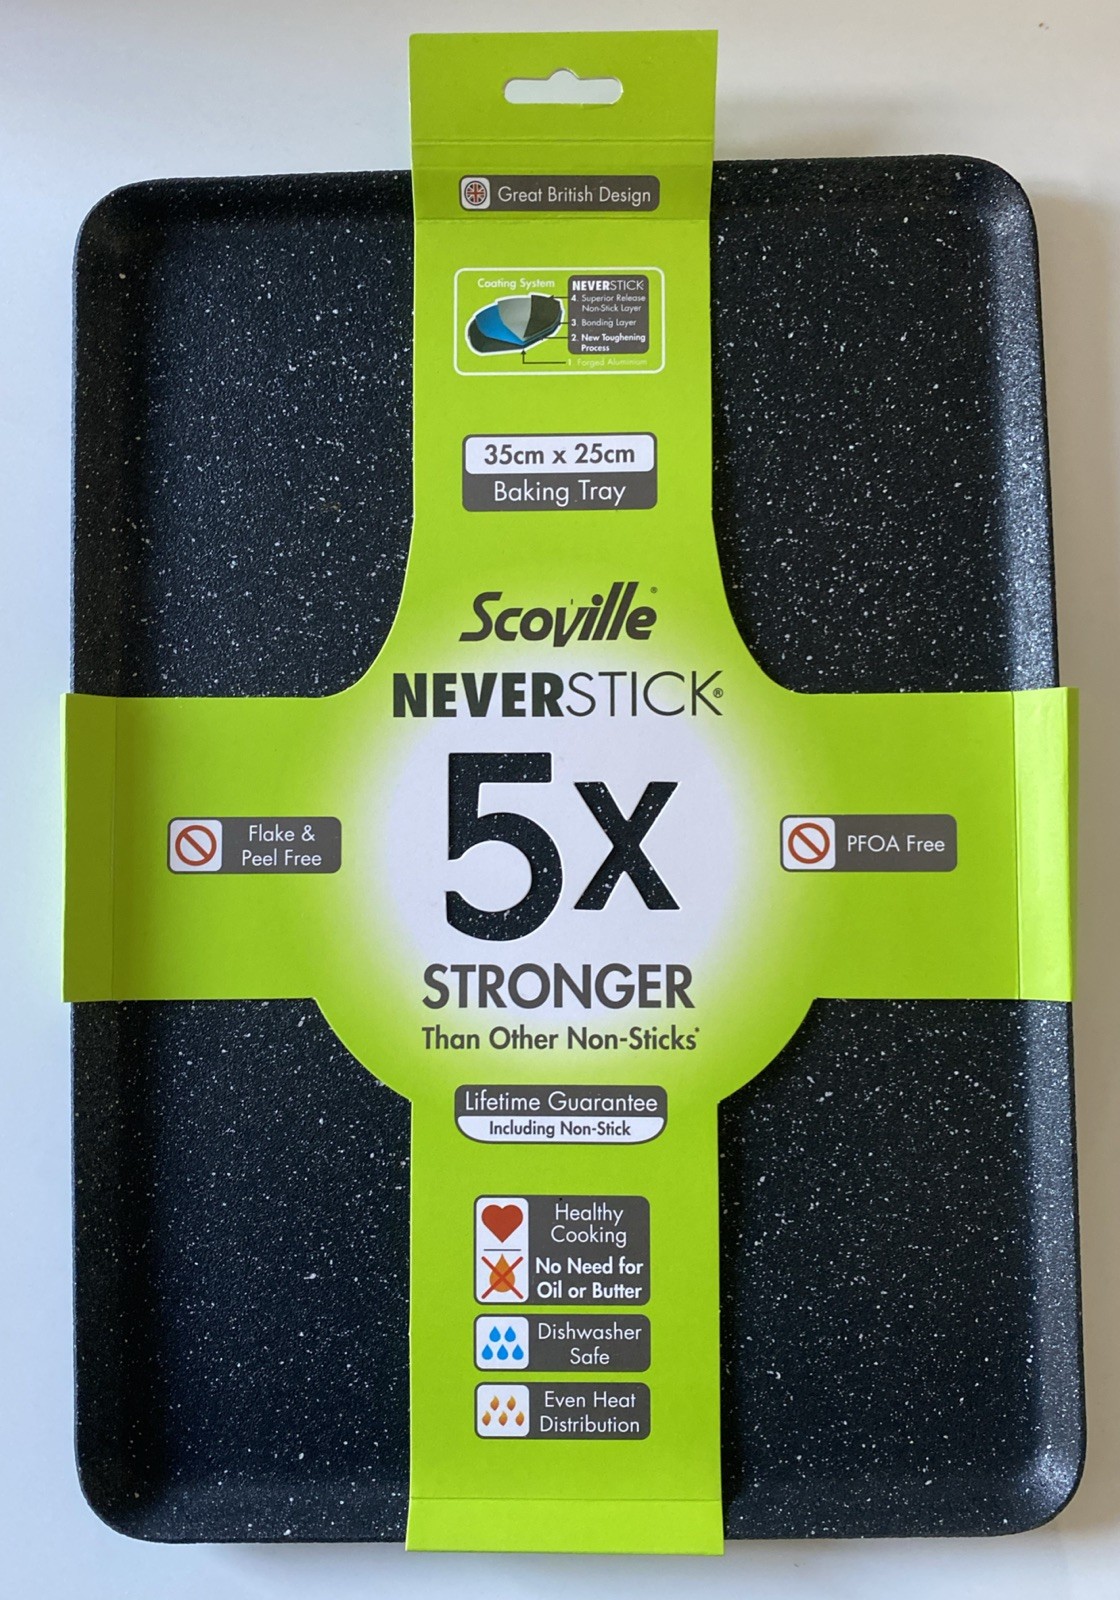 Great British Design
Coating System
NEVERSTICK
4. Superior Release
Non-Stick Layer
3. Bonding Layer
2. New Toughening
Process
1. Forged Aluminium
35cm x 25cm
Baking Tray
Scoville®
NEVERSTICK®
5x
Flake &
Peel Free
PFOA Free
STRONGER
Than Other Non-Sticks*
Lifetime Guarantee
Including Non-Stick
Healthy
Cooking
No Need for
Oil or Butter
Dishwasher
Safe
Even Heat
Distribution